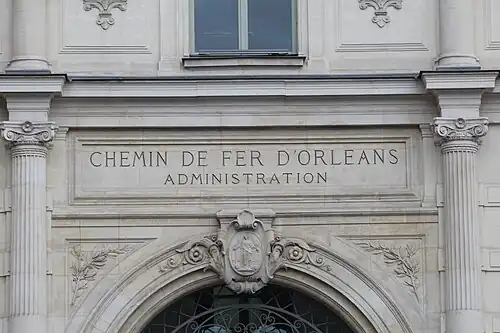 CHEMIN DE FER D'ORLEANS
ADMINISTRATION